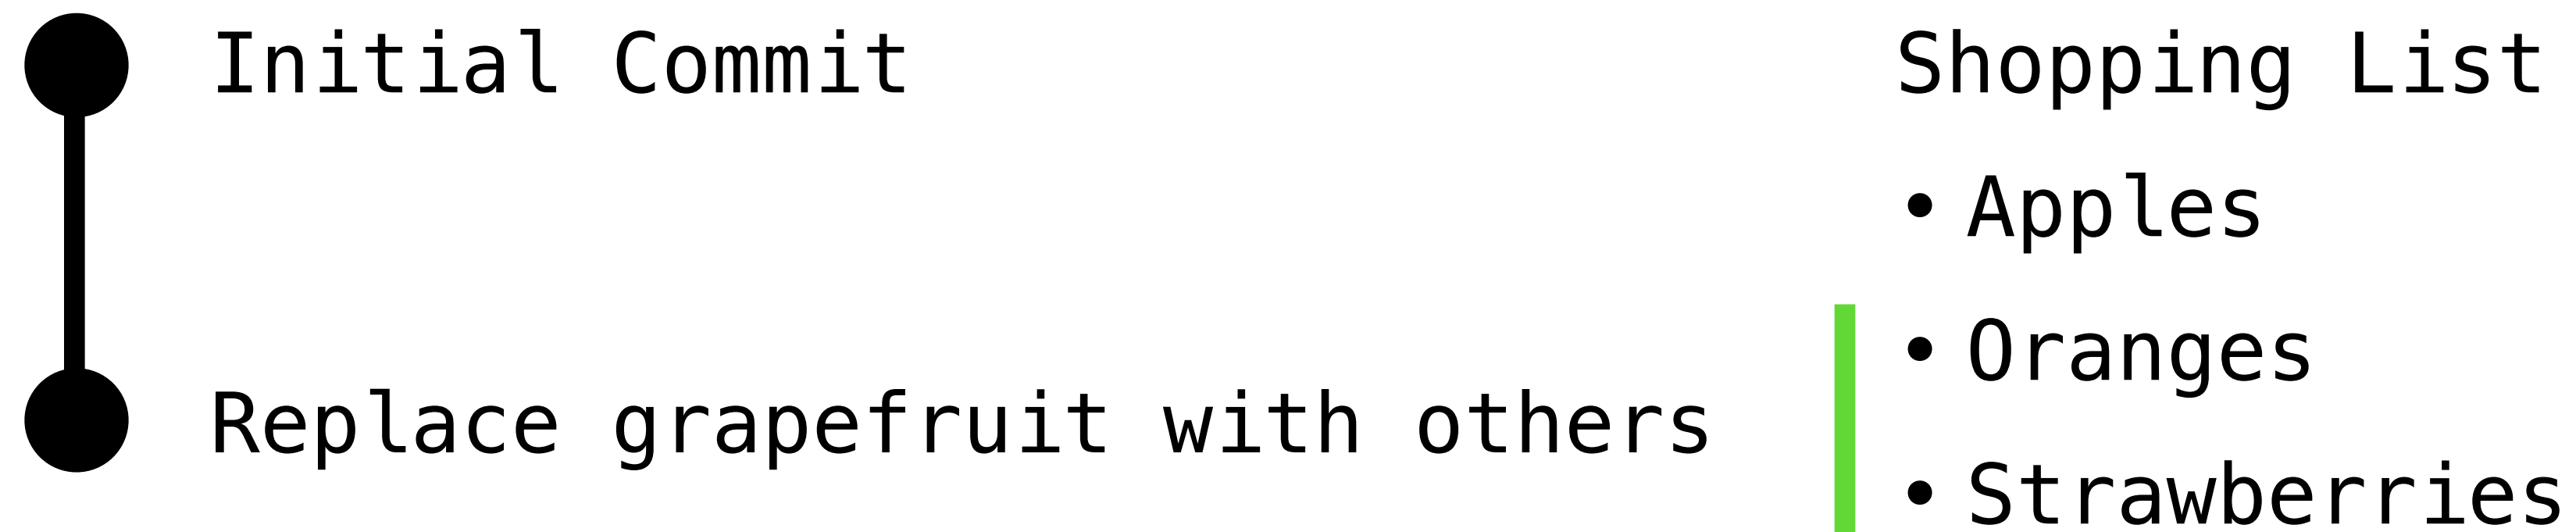 Initial Commit
Replace grapefruit with others
Shopping List
• Apples
• Oranges
• Strawberries